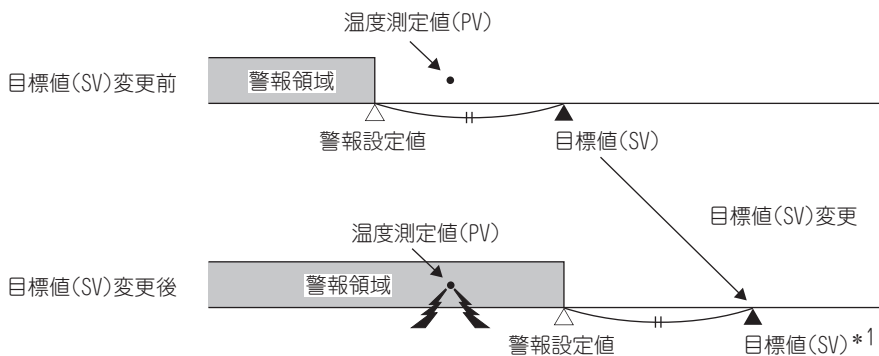 温度測定値(PV)
目標値(SV)変更前
警報領域
警報設定値
目標値(SV)
目標値(SV)変更
温度測定値(PV)
目標値(SV)変更後
警報領域
警報設定値
目標値(SV)*1